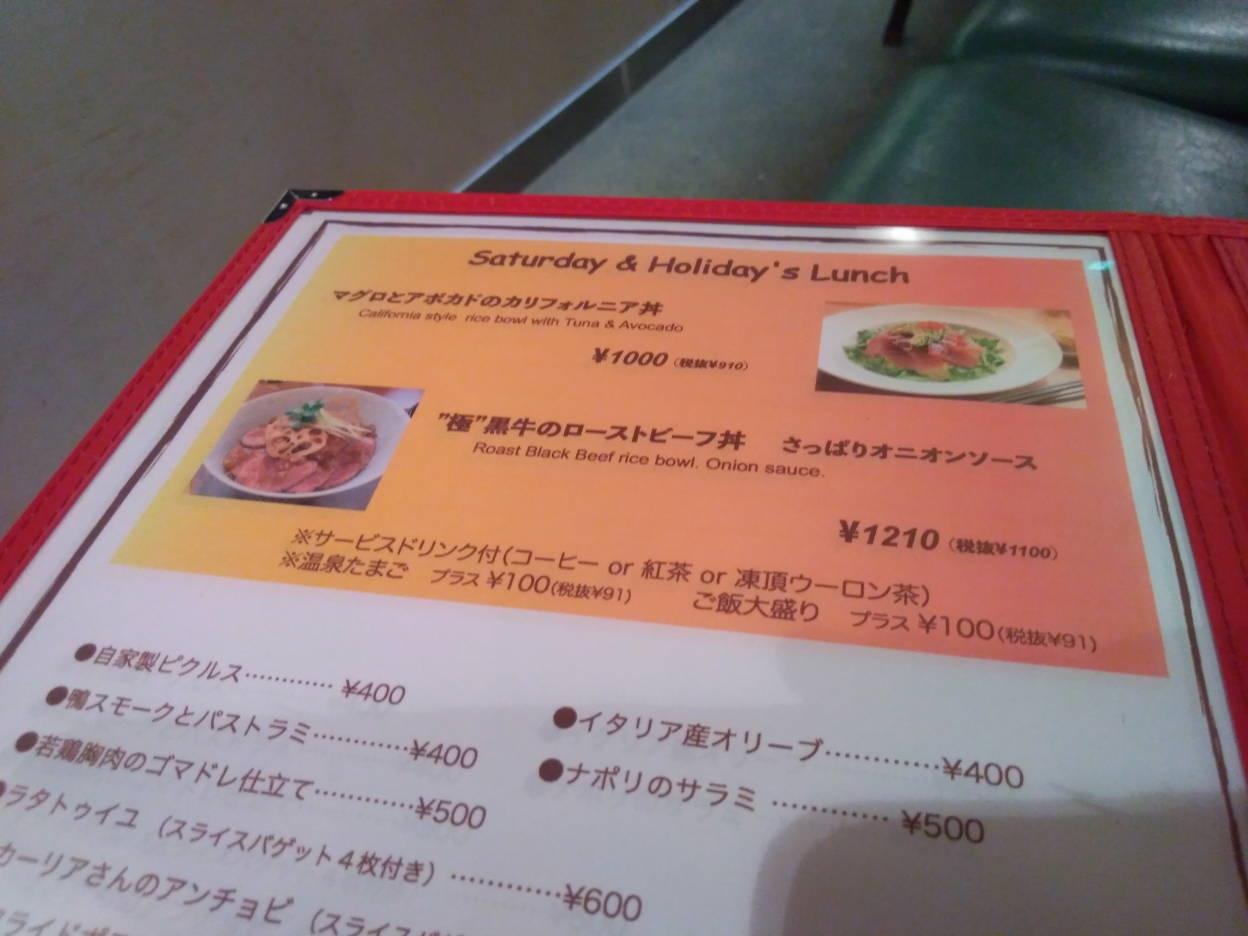 Saturday & Holiday's Lunch
マグロとアボカドのカリフォルニア丼
California style rice bowl with Tuna & Avocado
¥1000 (税抜¥910)
"極"黒牛のローストビーフ丼 さっぱりオニオンソース
Roast Black Beef rice bowl. Onion sauce.
¥1210 (税抜¥1100)
※サービスドリンク付(コーヒー or 紅茶 or 凍頂ウーロン茶)
※温泉たまご プラス ¥100(税抜¥91) ご飯大盛り プラス ¥100(税抜¥91)
●自家製ピクルス………… ¥400
●鴨スモークとパストラミ…………¥400
●若鶏胸肉のゴマドレ仕立て…………¥500
●ラタトゥイユ (スライスバゲット4枚付き) …………¥600
カーリアさんのアンチョビ (スライスバ
●イタリア産オリーブ…………¥400
●ナポリのサラミ ………… ¥500